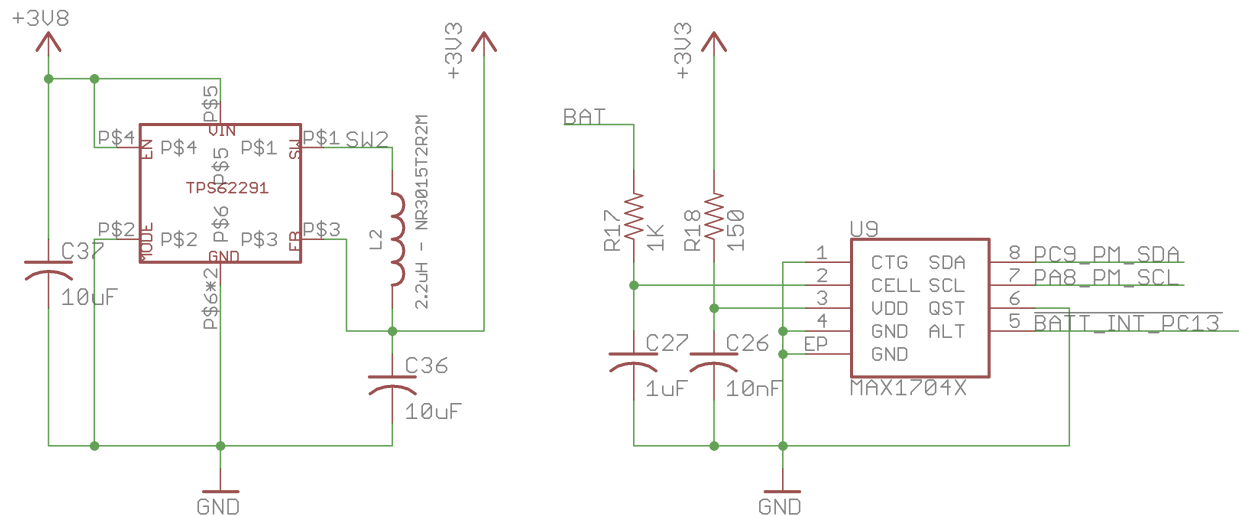 +3V8
+3V3
P$5
VIN
P$4
EN
P$4
P$5
P$1
SW
P$1
SW2
TPS62291
P$2
MODE
P$2
P$6
P$3
FB
P$3
GND
P$6*2
C37
10uF
L2
2.2uH - NR3015T2R2M
C36
10uF
GND
BAT
+3V3
R17
1K
R18
150
U9
1 CTG SDA 8 PC9_PM_SDA
2 CELL SCL 7 PA8_PM_SCL
3 VDD QST 6
4 GND ALT 5 BATT_INT_PC13
EP GND
MAX1704X
C27
1uF
C26
10nF
GND